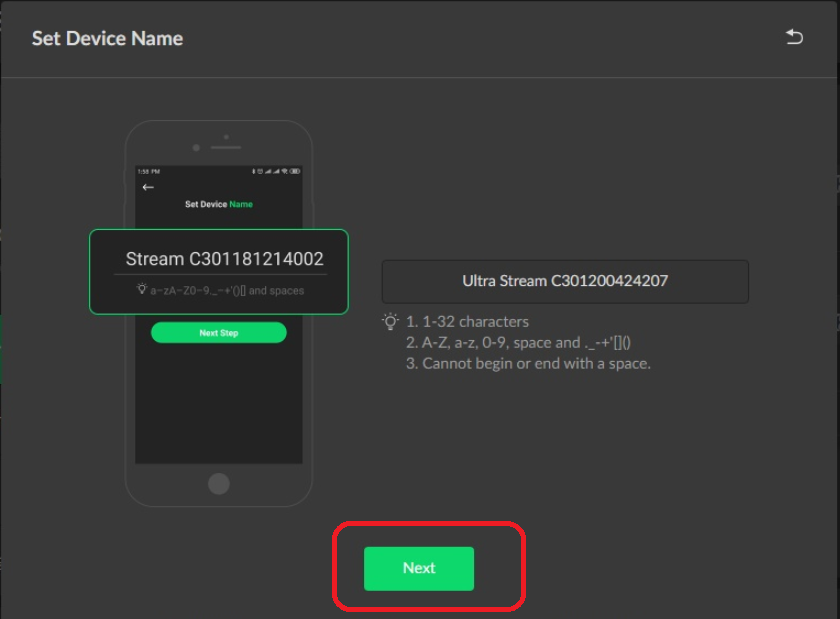 Set Device Name
1:53 PM
Set Device Name
Stream C301181214002
a-zA-Z0-9._-+'()[] and spaces
Next Step
Ultra Stream C301200424207
1. 1-32 characters
2. A-Z, a-z, 0-9, space and ._-+'[]()
3. Cannot begin or end with a space.
Next